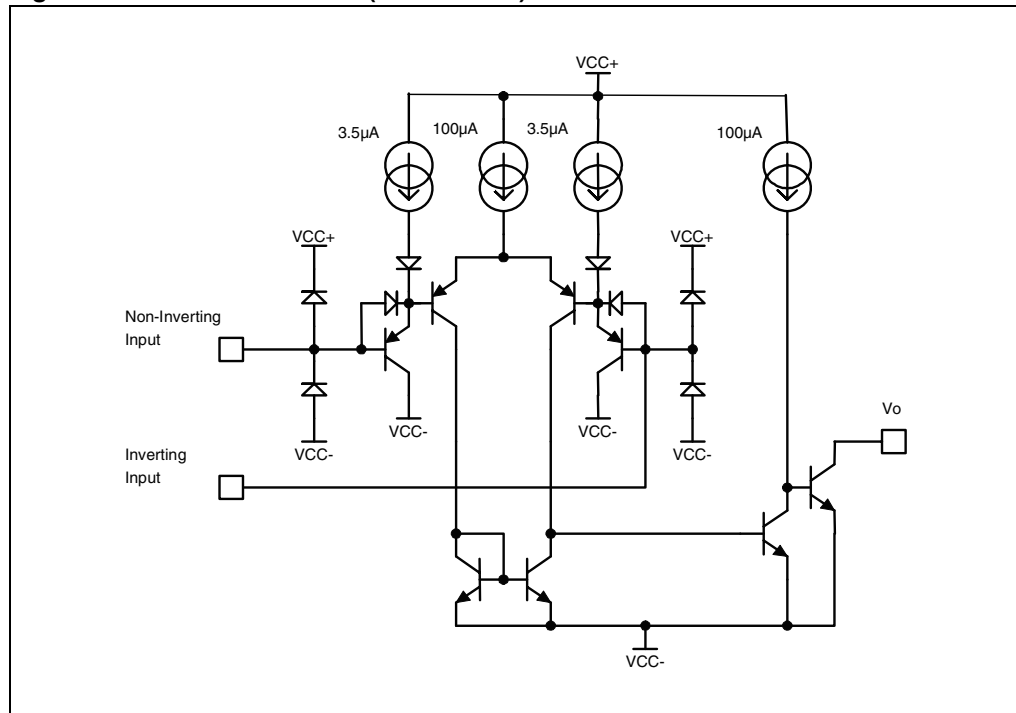 VCC+
3.5µA
100µA
3.5µA
100µA
VCC+
VCC+
Non-Inverting
Input
VCC-
VCC-
Vo
VCC-
VCC-
Inverting
Input
VCC-